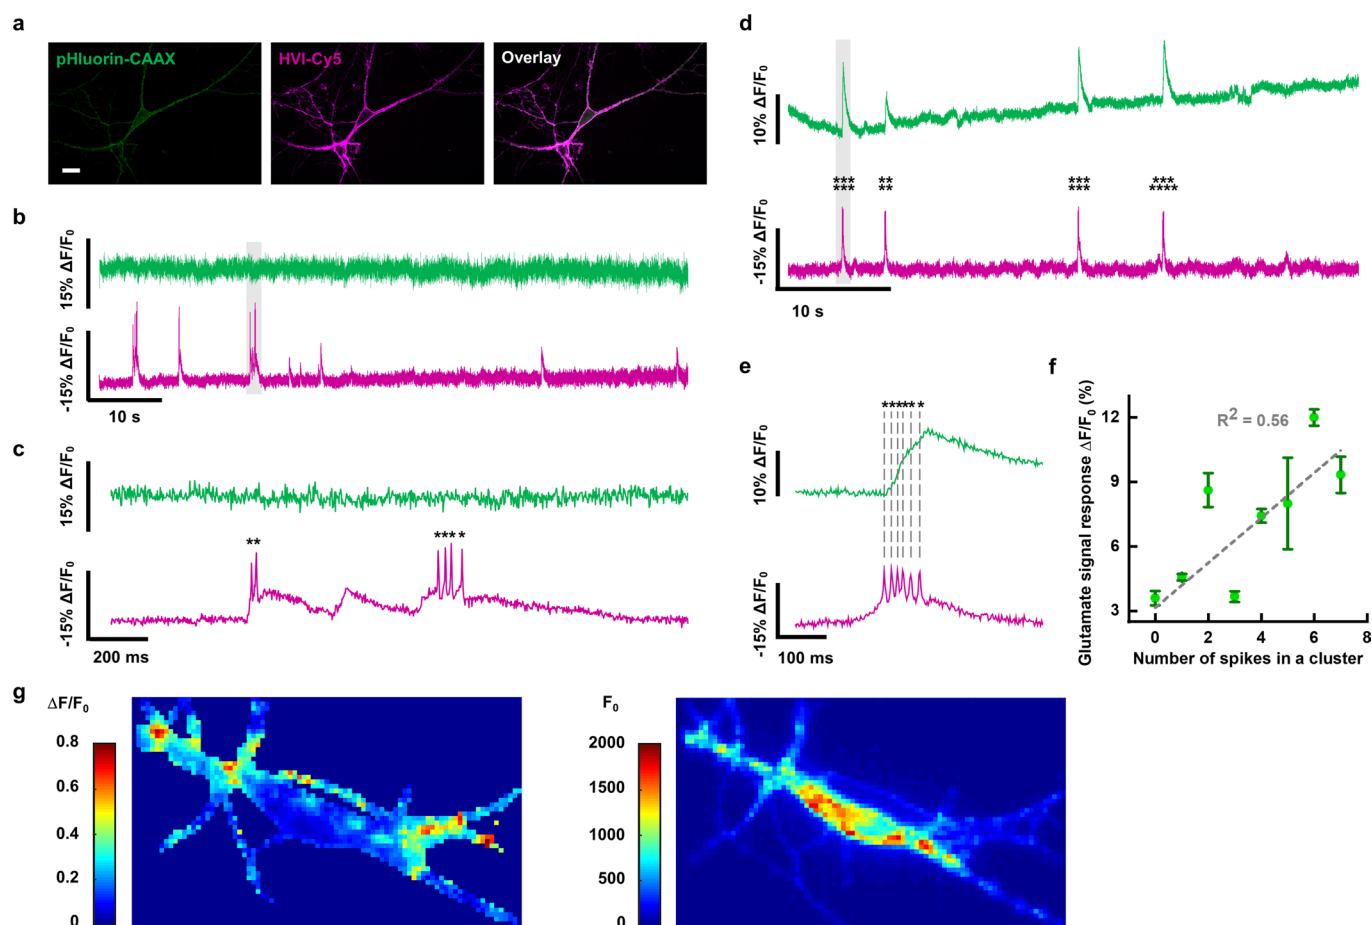 a
pHluorin-CAAX
HVI-Cy5
Overlay
b
15% ΔF/F0
-15% ΔF/F0
10 s
c
15% ΔF/F0
** *** *
-15% ΔF/F0
200 ms
d
10% ΔF/F0
*** ** *** ***
*** ** *** ****
-15% ΔF/F0
10 s
e
***** *
10% ΔF/F0
-15% ΔF/F0
100 ms
f
Glutamate signal response ΔF/F0 (%)
R2 = 0.56
12
9
6
3
0 2 4 6 8
Number of spikes in a cluster
g
ΔF/F0
0.8
0.6
0.4
0.2
0
F0
2000
1500
1000
500
0